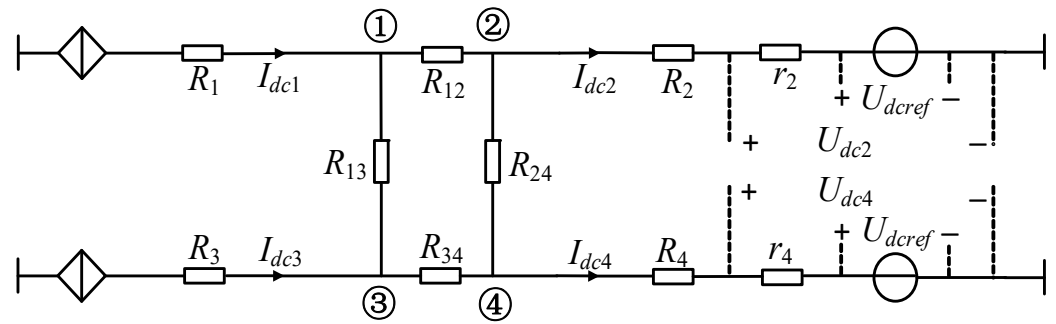 ① ②
R1 Idc1 R12 Idc2 R2 r2 + Udcref −
+ Udc2 −
R13 R24
+ Udc4 −
R3 Idc3 R34 Idc4 R4 r4 + Udcref −
③ ④